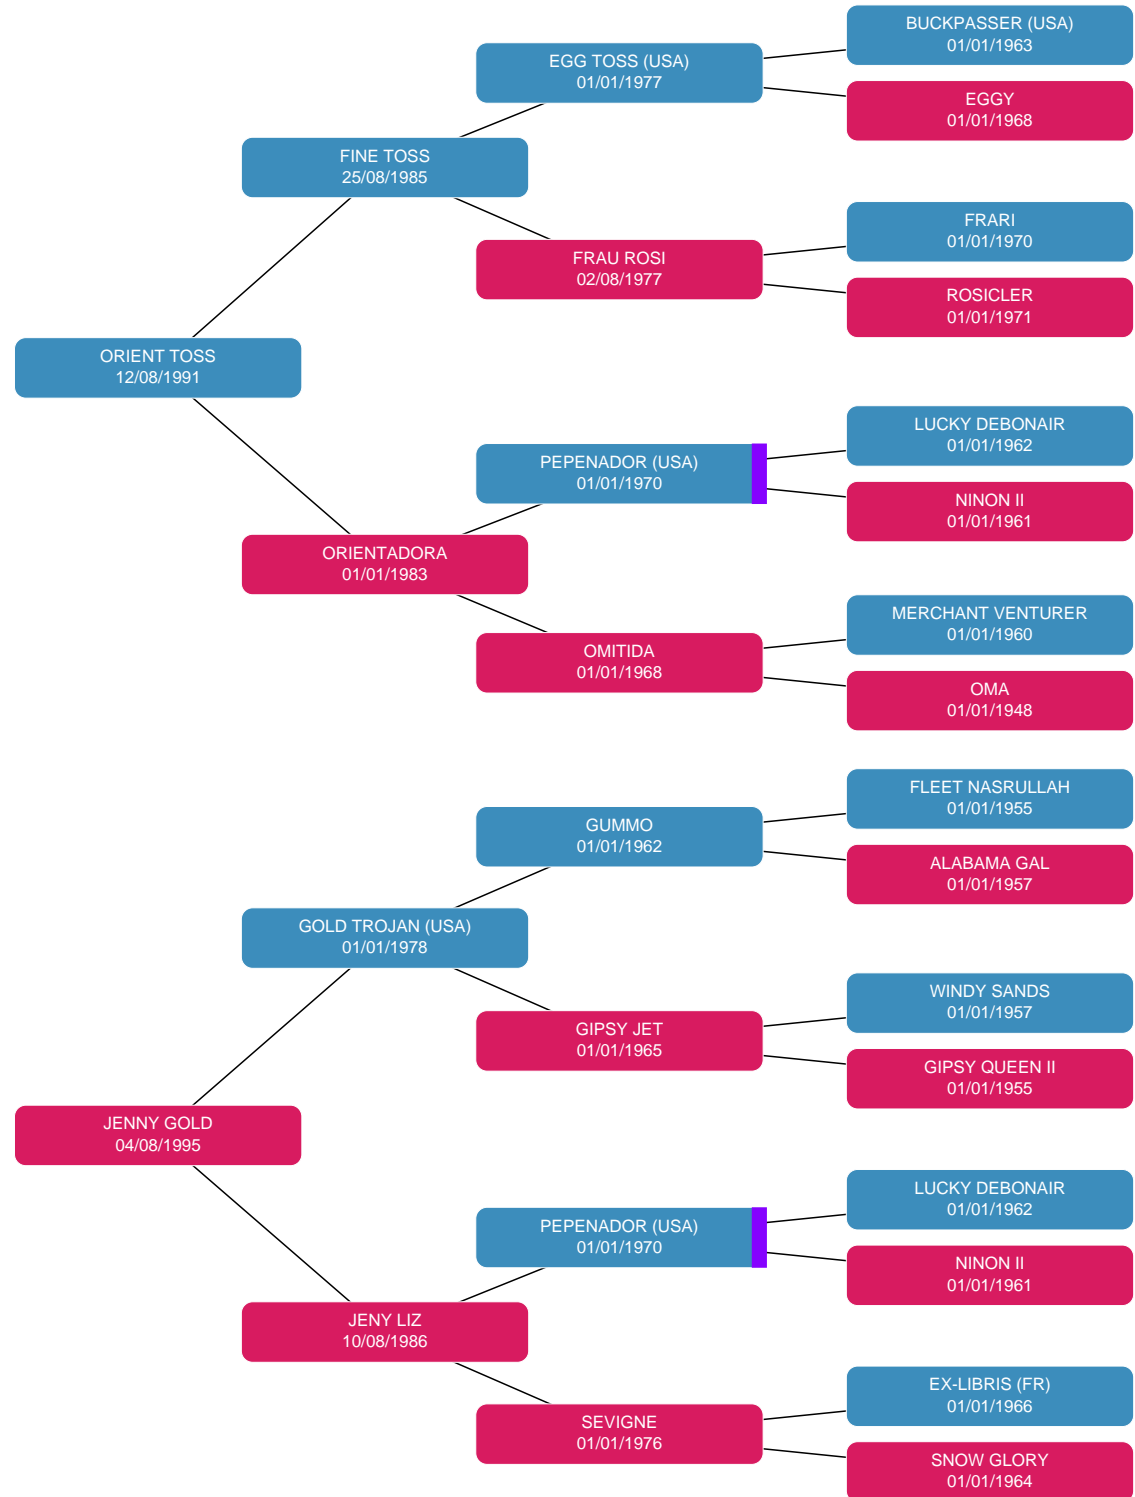 BUCKPASSER (USA)
01/01/1963
EGG TOSS (USA)
01/01/1977
EGGY
01/01/1968
FINE TOSS
25/08/1985
FRARI
01/01/1970
FRAU ROSI
02/08/1977
ROSICLER
01/01/1971
ORIENT TOSS
12/08/1991
LUCKY DEBONAIR
01/01/1962
PEPENADOR (USA)
01/01/1970
NINON II
01/01/1961
ORIENTADORA
01/01/1983
MERCHANT VENTURER
01/01/1960
OMITIDA
01/01/1968
OMA
01/01/1948
FLEET NASRULLAH
01/01/1955
GUMMO
01/01/1962
ALABAMA GAL
01/01/1957
GOLD TROJAN (USA)
01/01/1978
WINDY SANDS
01/01/1957
GIPSY JET
01/01/1965
GIPSY QUEEN II
01/01/1955
JENNY GOLD
04/08/1995
LUCKY DEBONAIR
01/01/1962
PEPENADOR (USA)
01/01/1970
NINON II
01/01/1961
JENY LIZ
10/08/1986
EX-LIBRIS (FR)
01/01/1966
SEVIGNE
01/01/1976
SNOW GLORY
01/01/1964